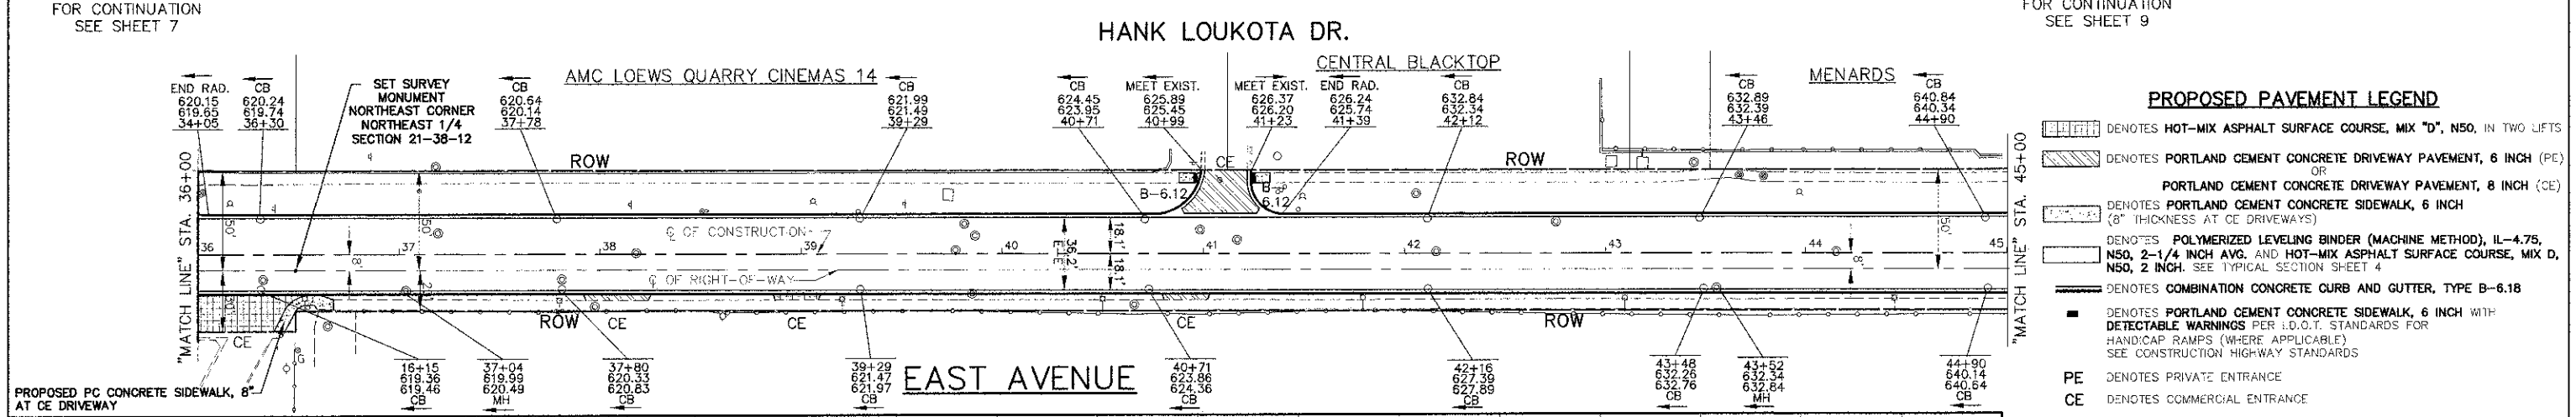 FOR CONTINUATION
SEE SHEET 7
HANK LOUKOTA DR.
FOR CONTINUATION
SEE SHEET 9
END RAD.
620.15
619.65
34+05
CB
620.24
619.74
36+30
SET SURVEY
MONUMENT
NORTHEAST CORNER
NORTHEAST 1/4
SECTION 21-38-12
CB
620.64
620.14
37+78
AMC LOEWS QUARRY CINEMAS 14
CB
621.99
621.49
39+29
CB
624.45
623.95
40+71
MEET EXIST.
625.89
625.45
40+99
MEET EXIST.
626.37
626.20
41+23
CENTRAL BLACKTOP
END RAD.
626.24
625.74
41+39
CB
632.84
632.34
42+12
CB
632.89
632.39
43+46
MENARDS
CB
640.84
640.34
44+90
ROW
CE
ROW
B-6.12
B-
6.12
"MATCH LINE" STA. 36+00
50'
50'
36
37
38
39
40
41
42
43
44
45
℄ OF CONSTRUCTION
℄ OF RIGHT-OF-WAY
36.2'
E-E
18.1'
18.1'
8'
8'
50'
"MATCH LINE" STA. 45+00
CE
ROW
CE
CE
CE
ROW
PROPOSED PC CONCRETE SIDEWALK, 8"
AT CE DRIVEWAY
16+15
619.36
619.46
CB
37+04
619.99
620.49
MH
37+80
620.33
620.83
CB
39+29
621.47
621.97
CB
EAST AVENUE
40+71
623.86
624.36
CB
42+16
627.39
627.89
CB
43+48
632.26
632.76
CB
43+52
632.34
632.84
MH
44+90
640.14
640.64
CB
PROPOSED PAVEMENT LEGEND
DENOTES HOT-MIX ASPHALT SURFACE COURSE, MIX "D", N50, IN TWO LIFTS
DENOTES PORTLAND CEMENT CONCRETE DRIVEWAY PAVEMENT, 6 INCH (PE)
OR
PORTLAND CEMENT CONCRETE DRIVEWAY PAVEMENT, 8 INCH (CE)
DENOTES PORTLAND CEMENT CONCRETE SIDEWALK, 6 INCH
(8" THICKNESS AT CE DRIVEWAYS)
DENOTES POLYMERIZED LEVELING BINDER (MACHINE METHOD), IL-4.75,
N50, 2-1/4 INCH AVG. AND HOT-MIX ASPHALT SURFACE COURSE, MIX D,
N50, 2 INCH. SEE TYPICAL SECTION SHEET 4
DENOTES COMBINATION CONCRETE CURB AND GUTTER, TYPE B-6.18
DENOTES PORTLAND CEMENT CONCRETE SIDEWALK, 6 INCH WITH
DETECTABLE WARNINGS PER I.D.O.T. STANDARDS FOR
HANDICAP RAMPS (WHERE APPLICABLE)
SEE CONSTRUCTION HIGHWAY STANDARDS
PE DENOTES PRIVATE ENTRANCE
CE DENOTES COMMERCIAL ENTRANCE